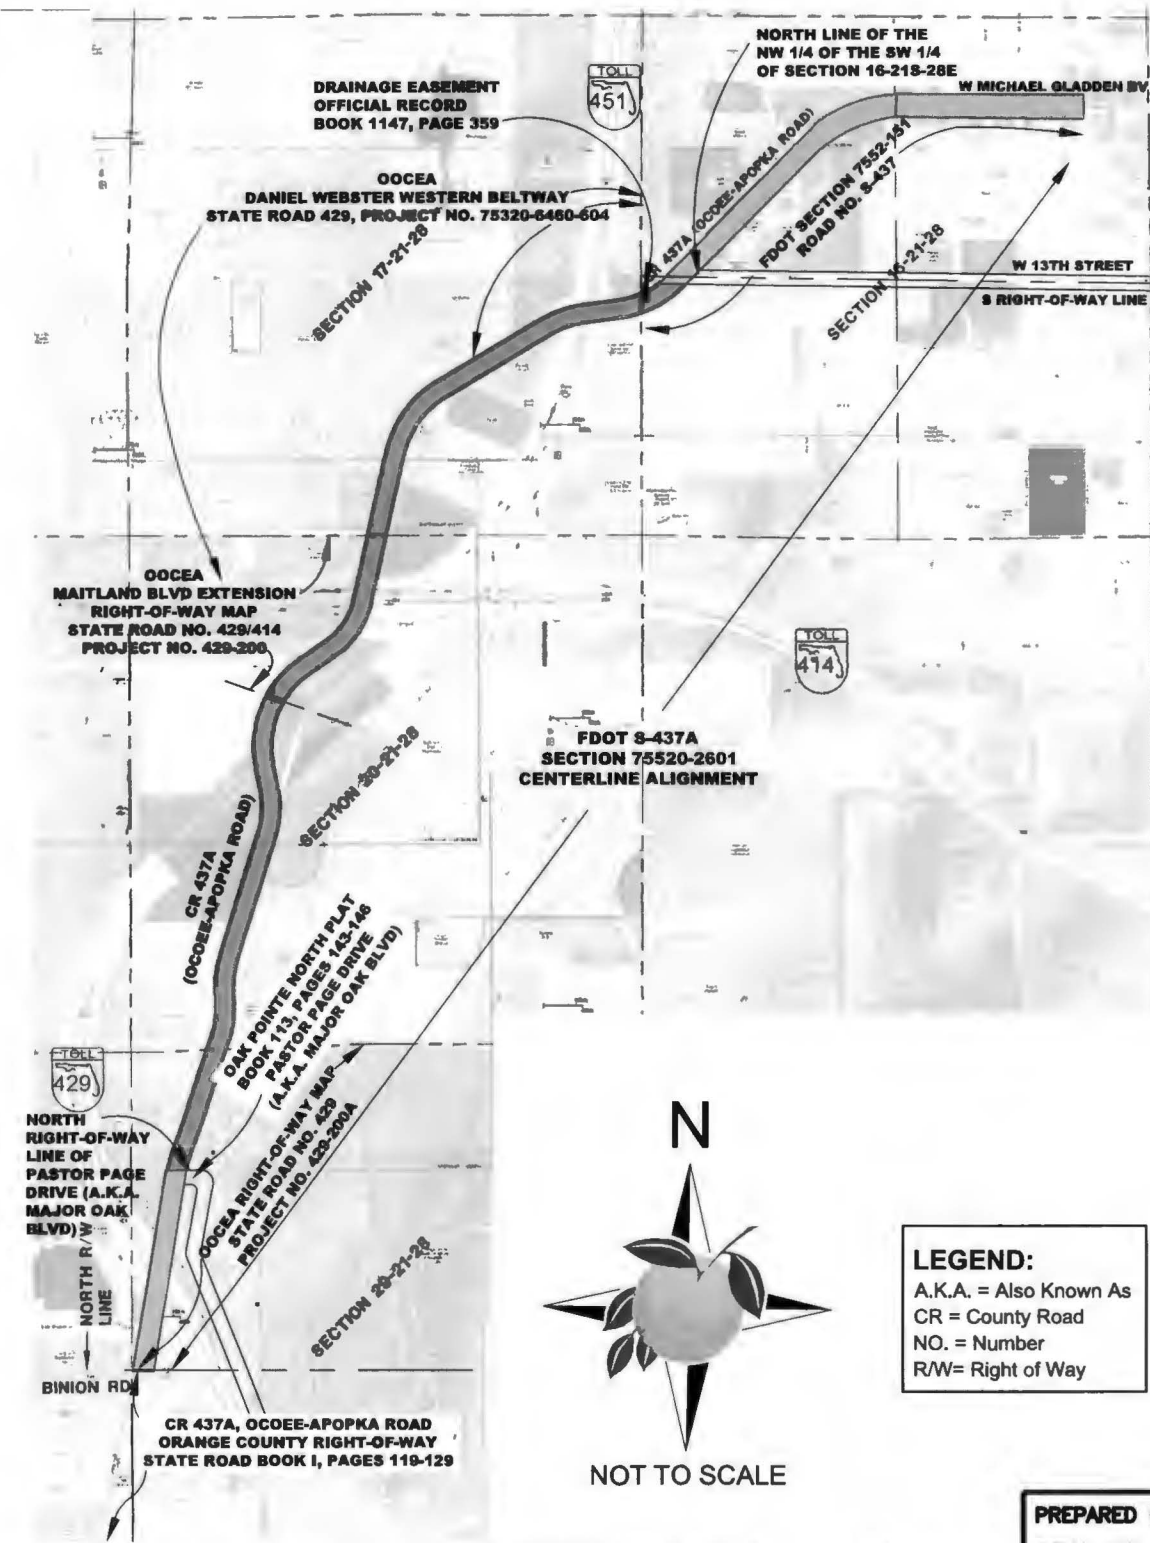 NORTH LINE OF THE
NW 1/4 OF THE SW 1/4
OF SECTION 16-21S-28E
DRAINAGE EASEMENT
OFFICIAL RECORD
BOOK 1147, PAGE 359
TOLL
451
W MICHAEL GLADDEN BV
OOCEA
DANIEL WEBSTER WESTERN BELTWAY
STATE ROAD 429, PROJECT NO. 75320-6460-604
CR 437A (OCOEE-APOPKA ROAD)
FDOT SECTION 7552-131
ROAD NO. S-437
SECTION 17-21-28
SECTION 16-21-28
W 13TH STREET
S RIGHT-OF-WAY LINE
OOCEA
MAITLAND BLVD EXTENSION
RIGHT-OF-WAY MAP
STATE ROAD NO. 429/414
PROJECT NO. 429-200
TOLL
414
FDOT S-437A
SECTION 75520-2601
CENTERLINE ALIGNMENT
SECTION 20-21-28
CR 437A
(OCOEE-APOPKA ROAD)
OAK POINTE NORTH PLAT
BOOK 113, PAGES 143-146
PASTOR PAGE DRIVE
(A.K.A. MAJOR OAK BLVD)
TOLL
429
OOCEA RIGHT-OF-WAY MAP
STATE ROAD NO. 429
PROJECT NO. 429-200A
NORTH
RIGHT-OF-WAY
LINE OF
PASTOR PAGE
DRIVE (A.K.A.
MAJOR OAK
BLVD)
NORTH R/W
LINE
SECTION 29-21-28
BINION RD
CR 437A, OCOEE-APOPKA ROAD
ORANGE COUNTY RIGHT-OF-WAY
STATE ROAD BOOK I, PAGES 119-129
N
NOT TO SCALE
LEGEND:
A.K.A. = Also Known As
CR = County Road
NO. = Number
R/W= Right of Way
PREPARED